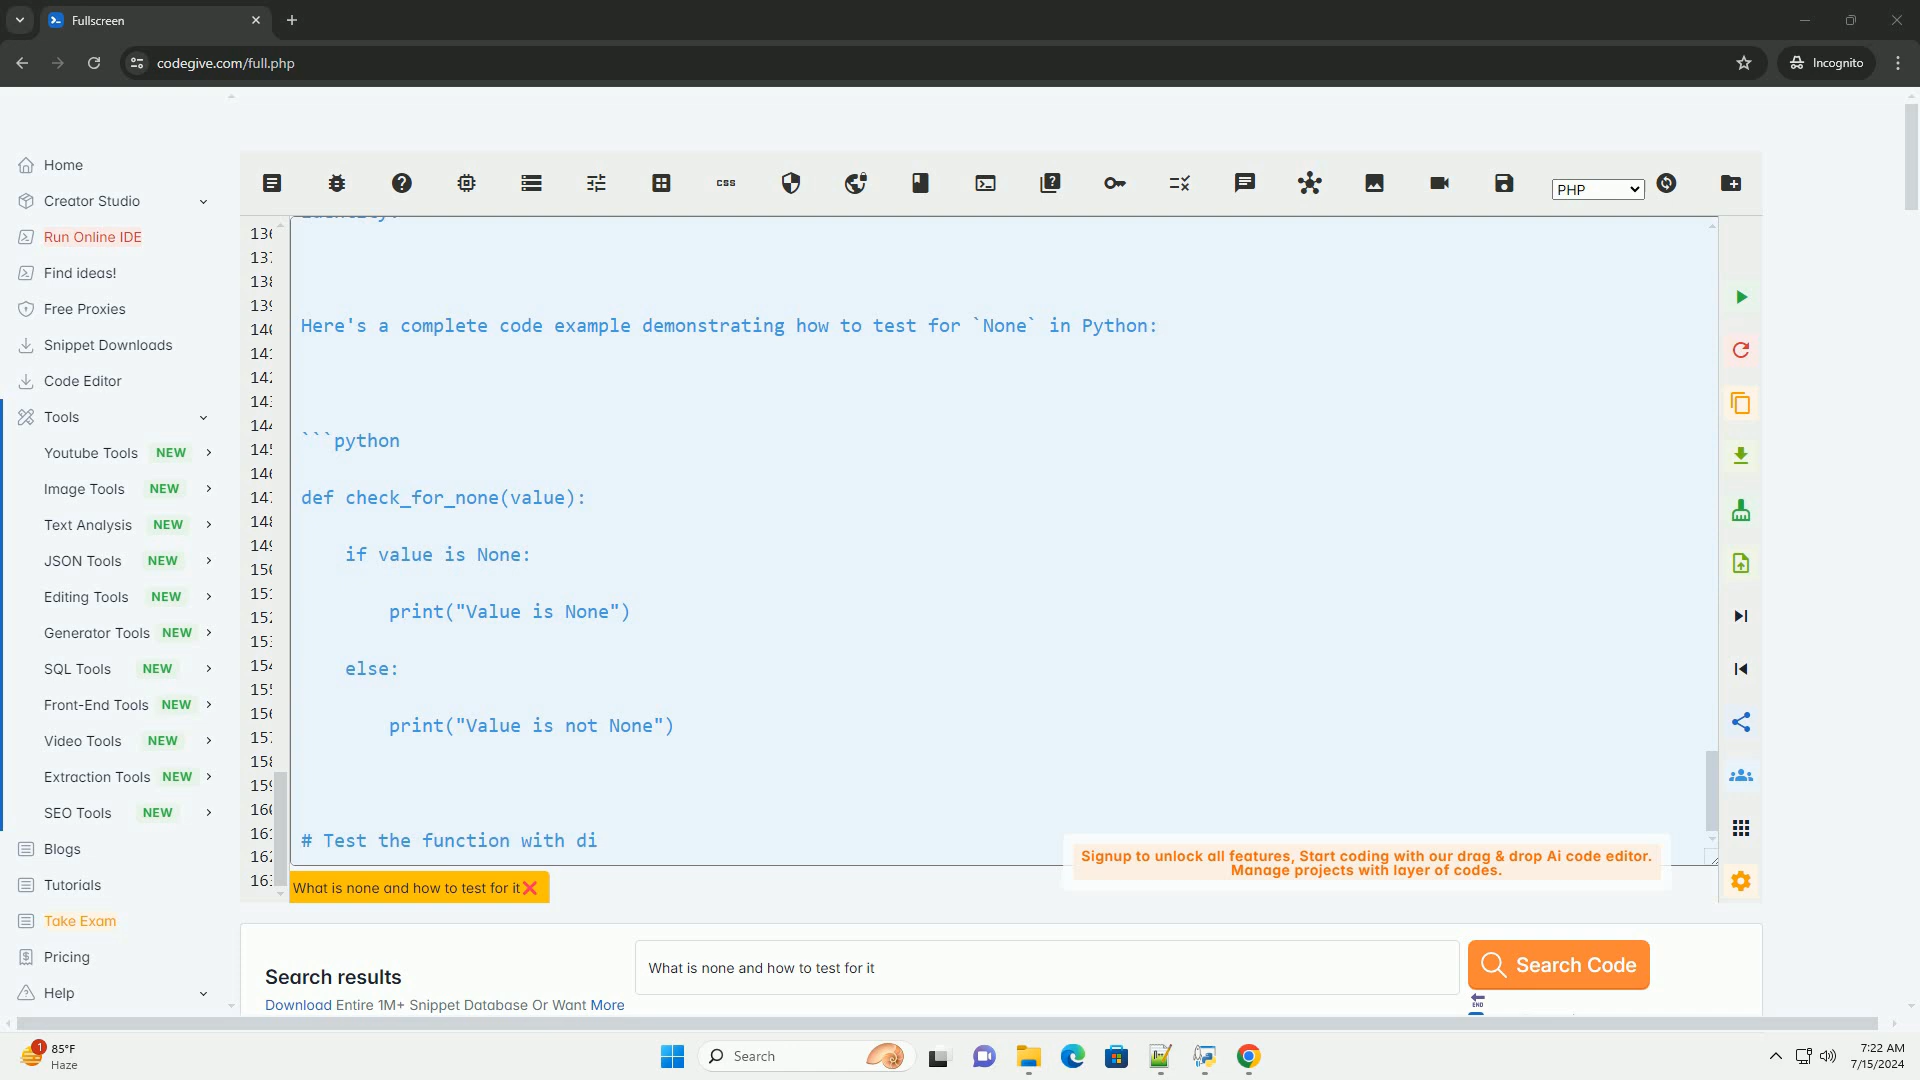 Fullscreen
codegive.com/full.php
Incognito
Home
Creator Studio
Run Online IDE
Find ideas!
Free Proxies
Snippet Downloads
Code Editor
Tools
Youtube Tools NEW
Image Tools NEW
Text Analysis NEW
JSON Tools NEW
Editing Tools NEW
Generator Tools NEW
SQL Tools NEW
Front-End Tools NEW
Video Tools NEW
Extraction Tools NEW
SEO Tools NEW
Blogs
Tutorials
Take Exam
Pricing
Help
CSS
PHP
Here's a complete code example demonstrating how to test for `None` in Python:
```python
def check_for_none(value):
if value is None:
print("Value is None")
else:
print("Value is not None")
# Test the function with di
Signup to unlock all features, Start coding with our drag & drop Ai code editor.
Manage projects with layer of codes.
What is none and how to test for it
Search results
Download Entire 1M+ Snippet Database Or Want More
What is none and how to test for it
Search Code
END
1
85°F
Haze
Search
7:22 AM
7/15/2024